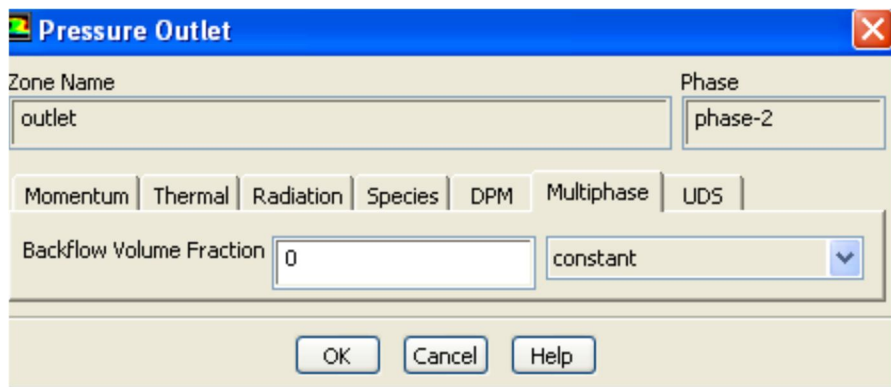 Pressure Outlet
Zone Name Phase
outlet phase-2
Momentum Thermal Radiation Species DPM Multiphase UDS
Backflow Volume Fraction 0 constant
OK Cancel Help